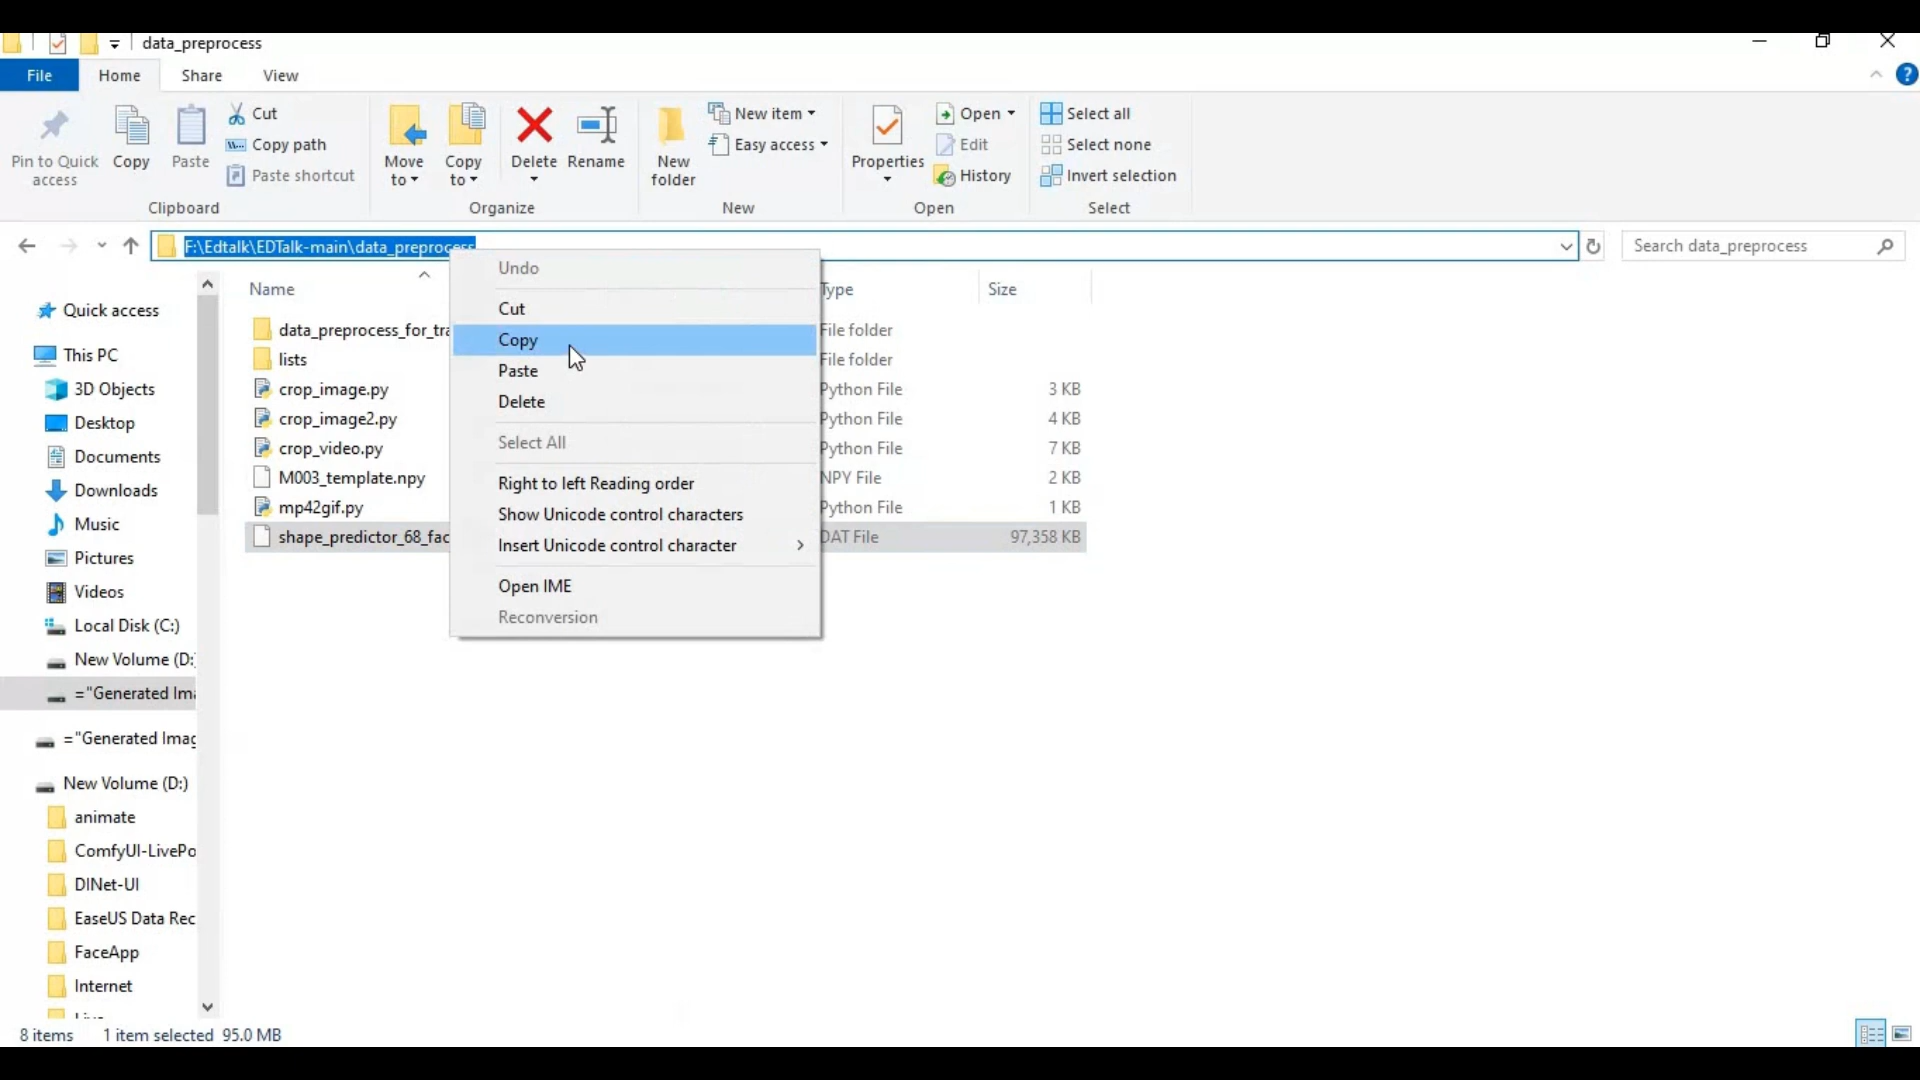 data_preprocess
File Home Share View
Pin to Quick access
Copy
Paste
Cut
Copy path
Paste shortcut
Clipboard
Move to
Copy to
Delete
Rename
Organize
New folder
New item
Easy access
New
Properties
Open
Edit
History
Open
Select all
Select none
Invert selection
Select
F:\Edtalk\EDTalk-main\data_preprocess
Search data_preprocess
Name Type Size
data_preprocess_for_tra File folder
lists File folder
crop_image.py Python File 3 KB
crop_image2.py Python File 4 KB
crop_video.py Python File 7 KB
M003_template.npy NPY File 2 KB
mp42gif.py Python File 1 KB
shape_predictor_68_fac DAT File 97,358 KB
Undo
Cut
Copy
Paste
Delete
Select All
Right to left Reading order
Show Unicode control characters
Insert Unicode control character
Open IME
Reconversion
Quick access
This PC
3D Objects
Desktop
Documents
Downloads
Music
Pictures
Videos
Local Disk (C:)
New Volume (D:
="Generated Ima
="Generated Imag
New Volume (D:)
animate
ComfyUI-LivePo
DINet-UI
EaseUS Data Rec
FaceApp
Internet
8 items 1 item selected 95.0 MB